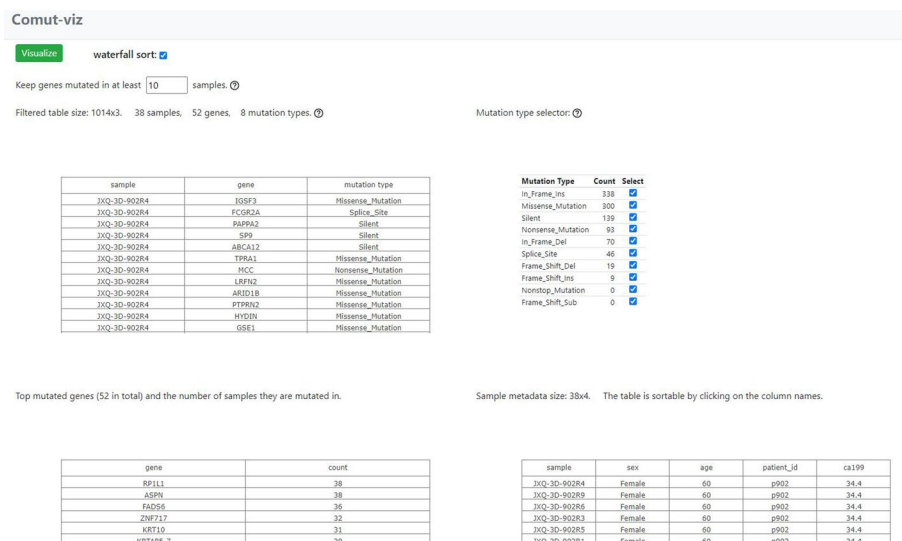 Comut-viz
Visualize waterfall sort:
Keep genes mutated in at least 10 samples.
Filtered table size: 1014x3. 38 samples, 52 genes, 8 mutation types.
Mutation type selector:
sample gene mutation type
JXQ-3D-902R4 IGSF3 Missense_Mutation
JXQ-3D-902R4 FCGR2A Splice_Site
JXQ-3D-902R4 PAPPA2 Silent
JXQ-3D-902R4 SP9 Silent
JXQ-3D-902R4 ABCA12 Silent
JXQ-3D-902R4 TPRA1 Missense_Mutation
JXQ-3D-902R4 MCC Nonsense_Mutation
JXQ-3D-902R4 LRFN2 Missense_Mutation
JXQ-3D-902R4 ARID1B Missense_Mutation
JXQ-3D-902R4 PTPRN2 Missense_Mutation
JXQ-3D-902R4 HYDIN Missense_Mutation
JXQ-3D-902R4 GSE1 Missense_Mutation
Mutation Type Count Select
In_Frame_Ins 338
Missense_Mutation 300
Silent 139
Nonsense_Mutation 93
In_Frame_Del 70
Splice_Site 46
Frame_Shift_Del 19
Frame_Shift_Ins 9
Nonstop_Mutation 0
Frame_Shift_Sub 0
Top mutated genes (52 in total) and the number of samples they are mutated in.
Sample metadata size: 38x4. The table is sortable by clicking on the column names.
gene count
RP1L1 38
ASPN 38
FADS6 36
ZNF717 32
KRT10 31
sample sex age patient_id ca199
JXQ-3D-902R4 Female 60 p902 34.4
JXQ-3D-902R9 Female 60 p902 34.4
JXQ-3D-902R6 Female 60 p902 34.4
JXQ-3D-902R3 Female 60 p902 34.4
JXQ-3D-902R5 Female 60 p902 34.4